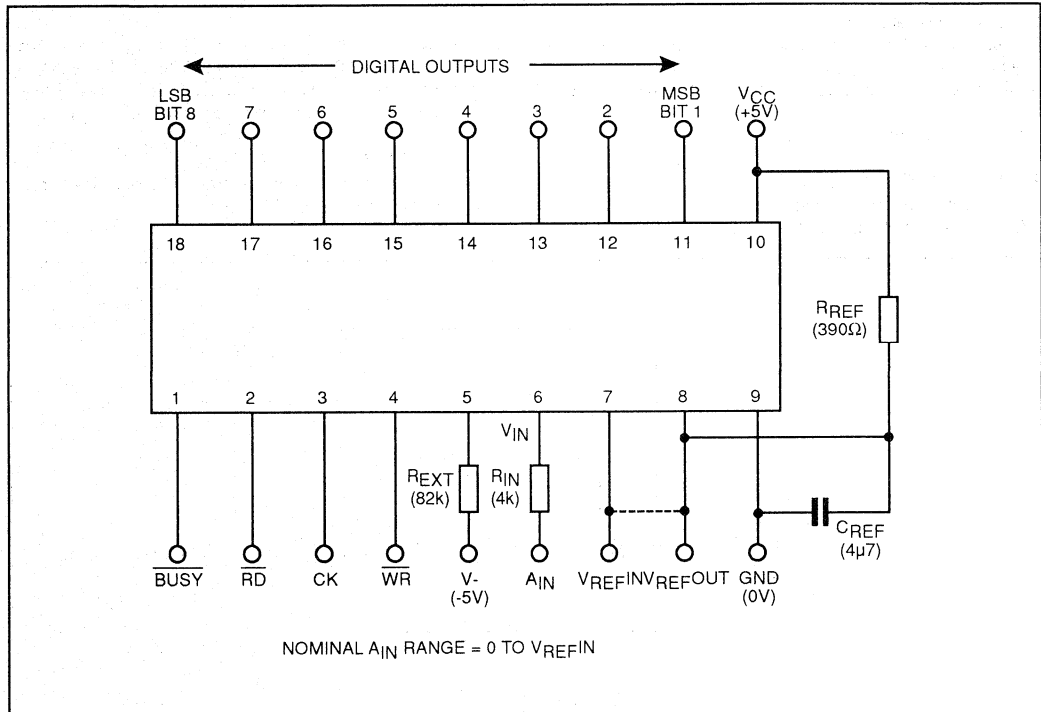 DIGITAL OUTPUTS
LSB
BIT 8
7
6
5
4
3
2
MSB
BIT 1
VCC
(+5V)
18 17 16 15 14 13 12 11 10
RREF
(390Ω)
1 2 3 4 5 6 7 8 9
VIN
REXT
(82k)
RIN
(4k)
CREF
(4µ7)
BUSY
RD
CK
WR
V-
(-5V)
AIN
VREFIN
VREFOUT
GND
(0V)
NOMINAL AIN RANGE = 0 TO VREFIN